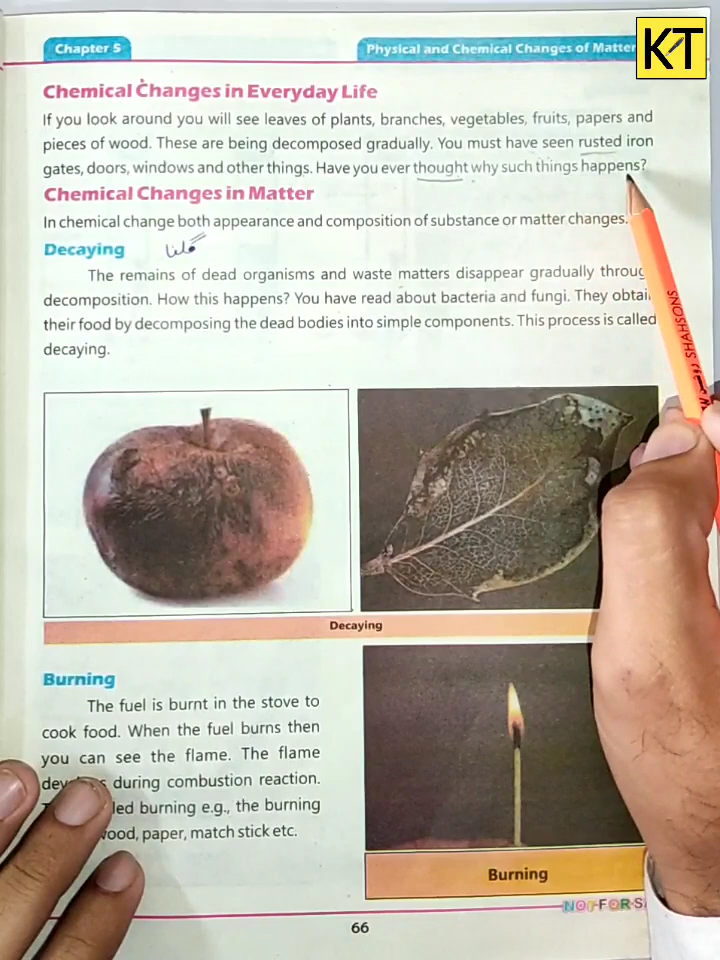 KT
Chapter 5
Physical and Chemical Changes of Matter
Chemical Changes in Everyday Life
If you look around you will see leaves of plants, branches, vegetables, fruits, papers and
pieces of wood. These are being decomposed gradually. You must have seen rusted iron
gates, doors, windows and other things. Have you ever thought why such things happens?
Chemical Changes in Matter
In chemical change both appearance and composition of substance or matter changes.
Decaying
The remains of dead organisms and waste matters disappear gradually throug
decomposition. How this happens? You have read about bacteria and fungi. They obtai
their food by decomposing the dead bodies into simple components. This process is called
decaying.
Decaying
Burning
The fuel is burnt in the stove to
cook food. When the fuel burns then
you can see the flame. The flame
during combustion reaction.
burning e.g., the burning
wood, paper, match stick etc.
Burning
NOT FOR S
66
SHAHSONS